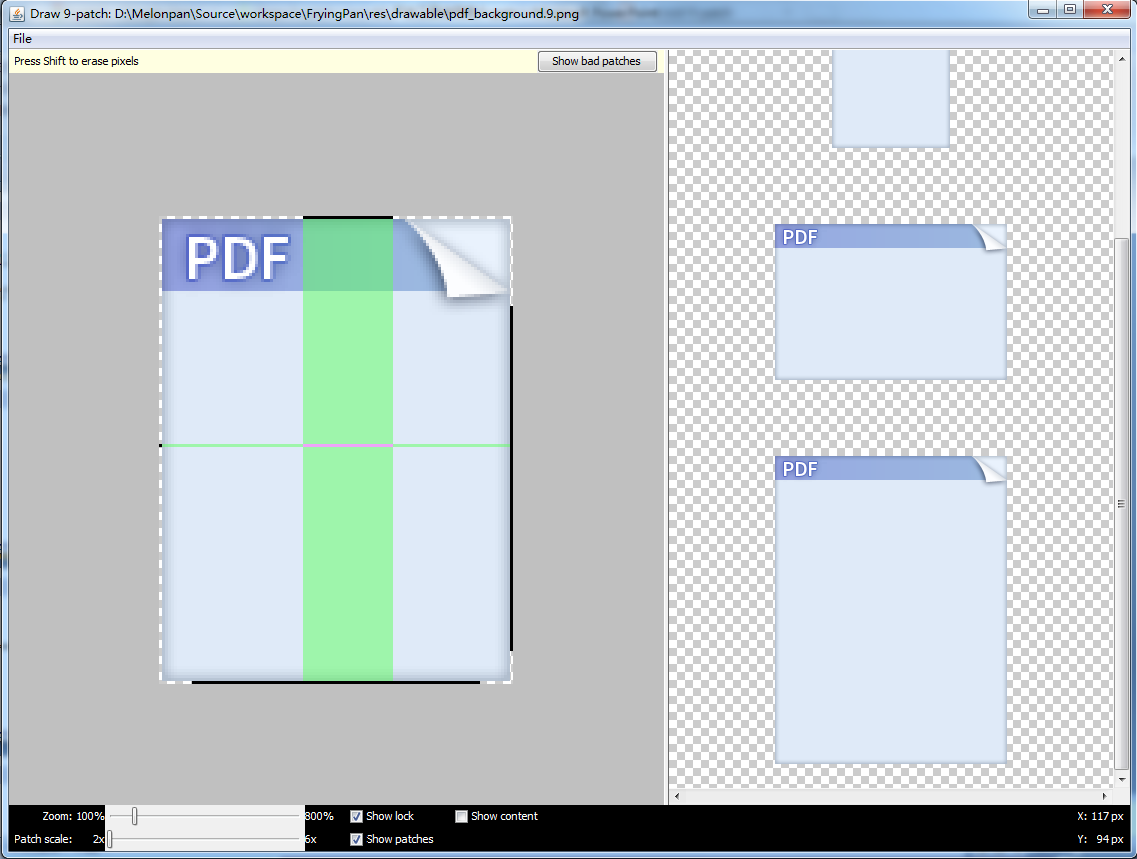 Draw 9-patch: D:\Melonpan\Source\workspace\FryingPan\res\drawable\pdf_background.9.png
File
Press Shift to erase pixels
Show bad patches
PDF
PDF
PDF
Zoom: 100% 800% Show lock Show content X: 117 px
Patch scale: 2x 6x Show patches Y: 94 px